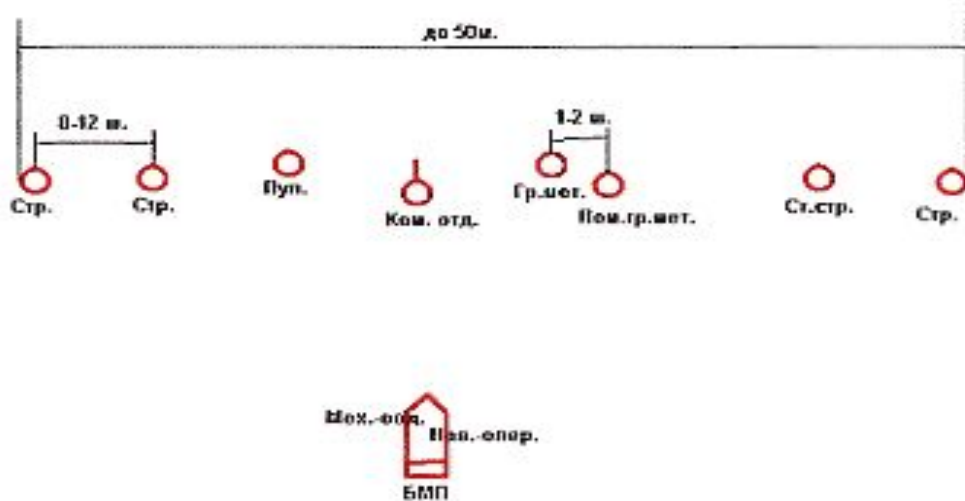 до 50м.
8-12 м.
1-2 м.
Стр.
Стр.
Пул.
Ком. отд.
Гр.мет.
Пом.гр.мет.
Ст.стр.
Стр.
Мех.-вод.
Нав.-опер.
БМП